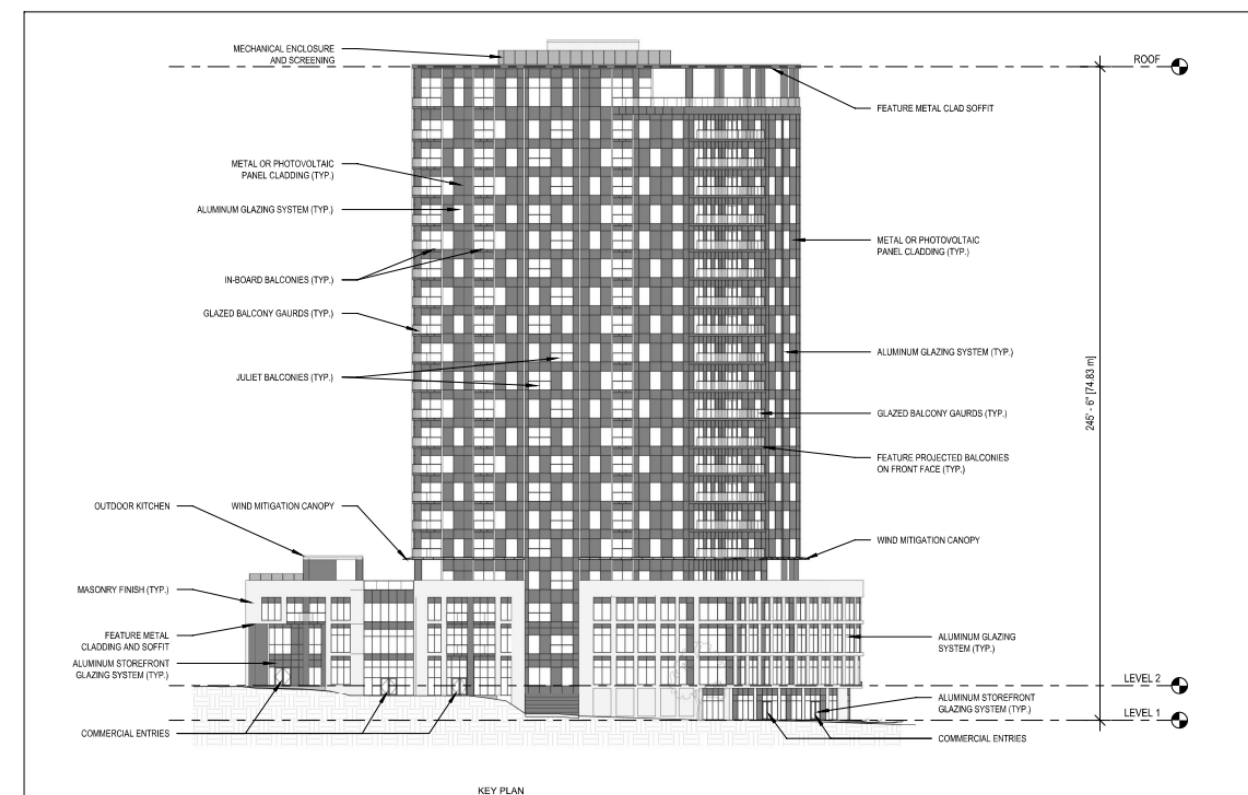 MECHANICAL ENCLOSURE
AND SCREENING
ROOF
FEATURE METAL CLAD SOFFIT
METAL OR PHOTOVOLTAIC
PANEL CLADDING (TYP.)
ALUMINUM GLAZING SYSTEM (TYP.)
METAL OR PHOTOVOLTAIC
PANEL CLADDING (TYP.)
IN-BOARD BALCONIES (TYP.)
GLAZED BALCONY GAURDS (TYP.)
ALUMINUM GLAZING SYSTEM (TYP.)
JULIET BALCONIES (TYP.)
245' - 6" [74.83 m]
GLAZED BALCONY GAURDS (TYP.)
FEATURE PROJECTED BALCONIES
ON FRONT FACE (TYP.)
OUTDOOR KITCHEN
WIND MITIGATION CANOPY
WIND MITIGATION CANOPY
MASONRY FINISH (TYP.)
FEATURE METAL
CLADDING AND SOFFIT
ALUMINUM STOREFRONT
GLAZING SYSTEM (TYP.)
ALUMINUM GLAZING
SYSTEM (TYP.)
LEVEL 2
ALUMINUM STOREFRONT
GLAZING SYSTEM (TYP.)
LEVEL 1
COMMERCIAL ENTRIES
COMMERCIAL ENTRIES
KEY PLAN